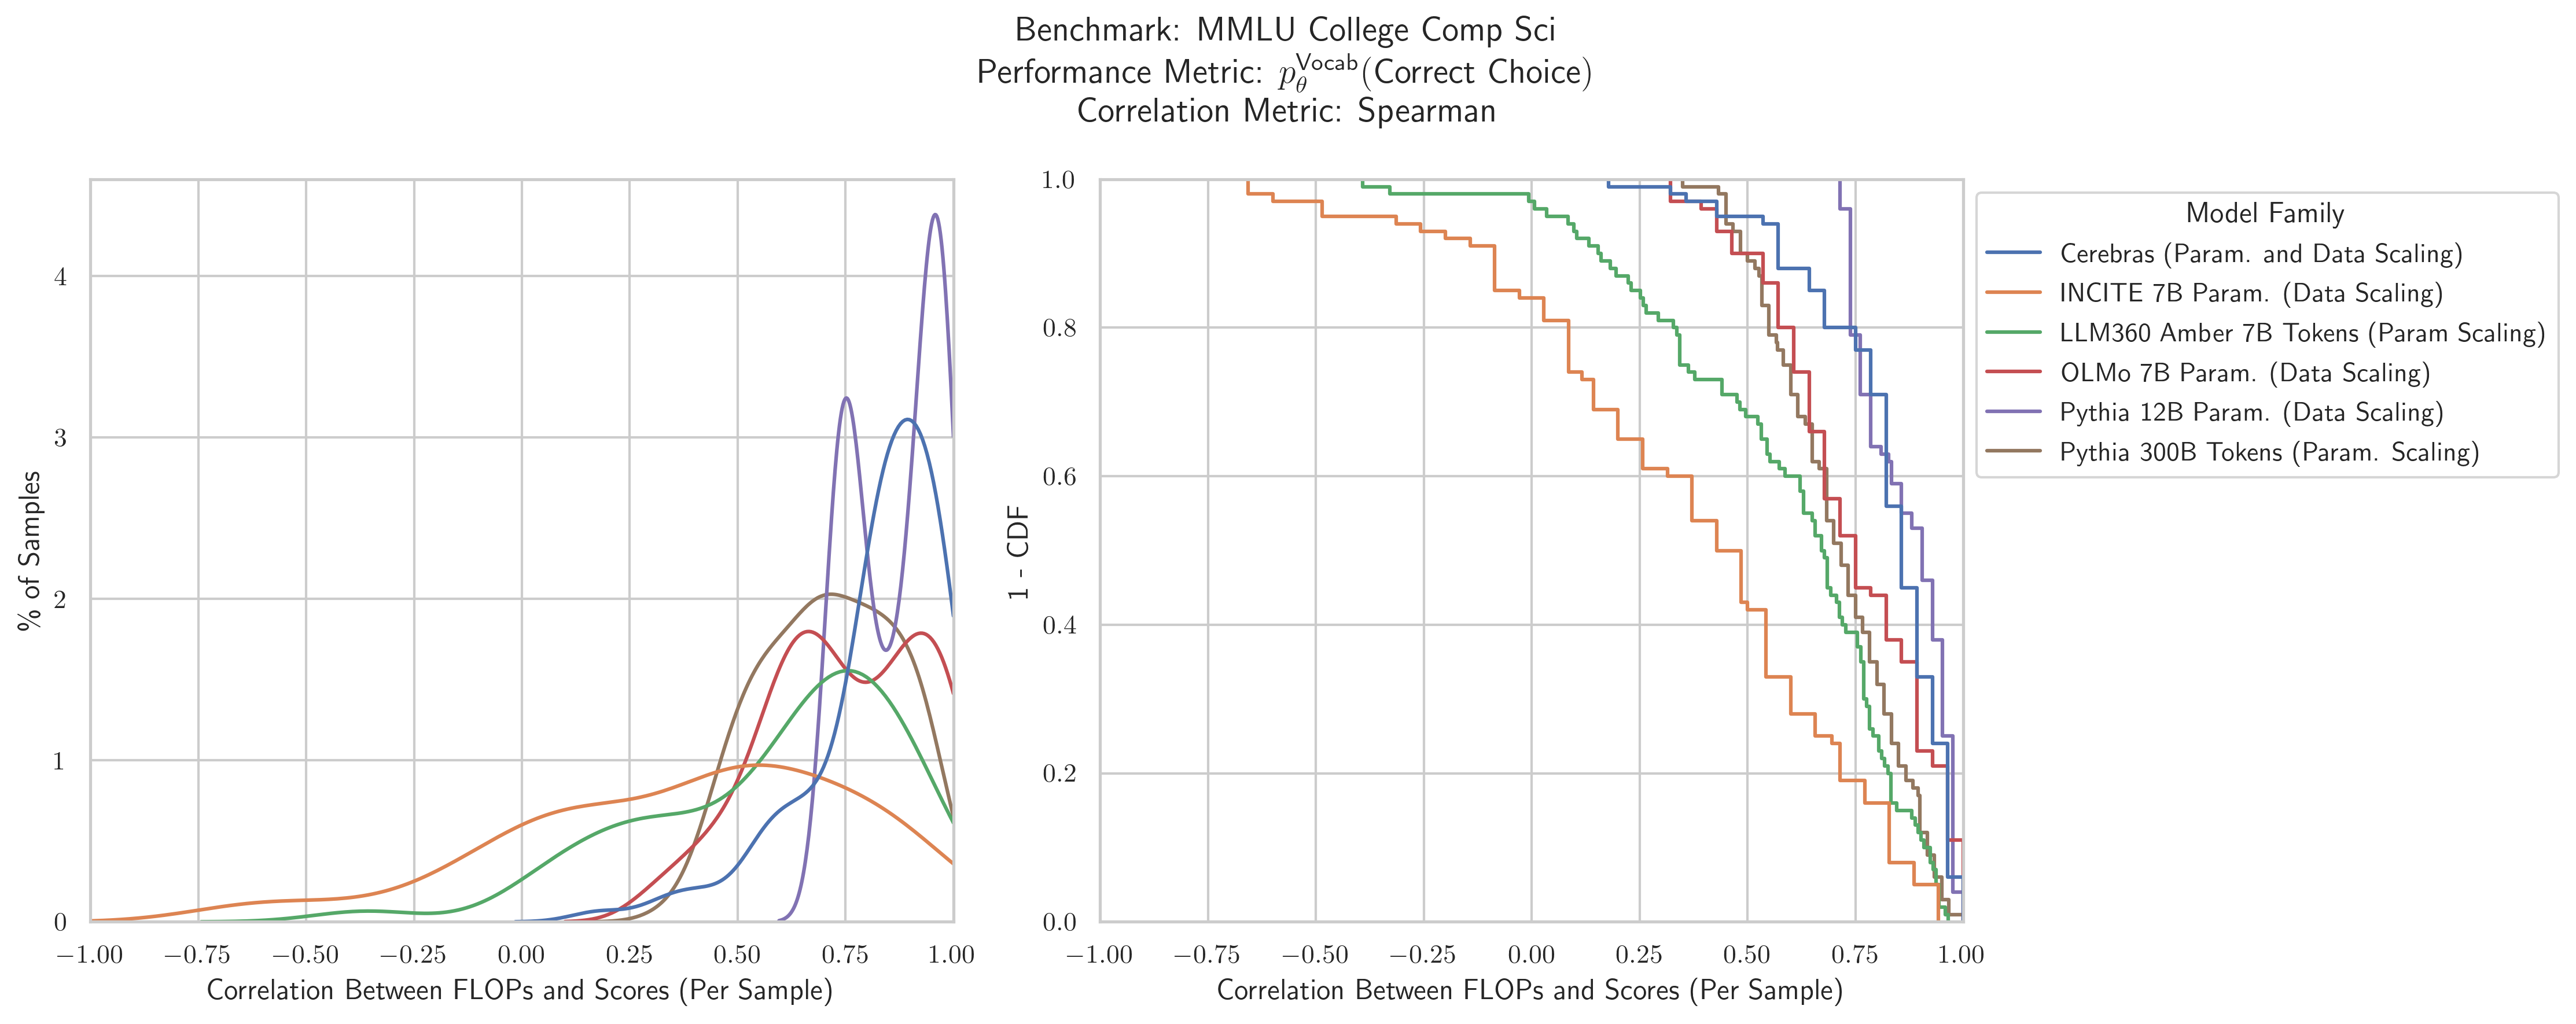 Benchmark: MMLU College Comp Sci
Performance Metric: $p_\theta^{\text{Vocab}}$(Correct Choice)
Correlation Metric: Spearman
% of Samples
4
3
2
1
0
−1.00 −0.75 −0.50 −0.25 0.00 0.25 0.50 0.75 1.00
Correlation Between FLOPs and Scores (Per Sample)
1 - CDF
1.0
0.8
0.6
0.4
0.2
0.0
−1.00 −0.75 −0.50 −0.25 0.00 0.25 0.50 0.75 1.00
Correlation Between FLOPs and Scores (Per Sample)
Model Family
Cerebras (Param. and Data Scaling)
INCITE 7B Param. (Data Scaling)
LLM360 Amber 7B Tokens (Param Scaling)
OLMo 7B Param. (Data Scaling)
Pythia 12B Param. (Data Scaling)
Pythia 300B Tokens (Param. Scaling)